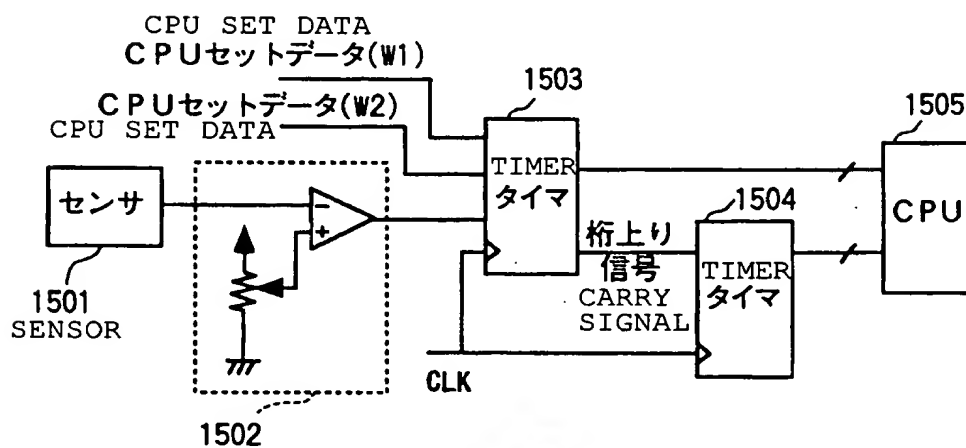 CPU SET DATA
CPUセットデータ(W1)
CPUセットデータ(W2)
CPU SET DATA
1503
1505
センサ
TIMER
タイマ
1504
CPU
桁上り
信号
CARRY
SIGNAL
TIMER
タイマ
1501
SENSOR
-
+
CLK
1502